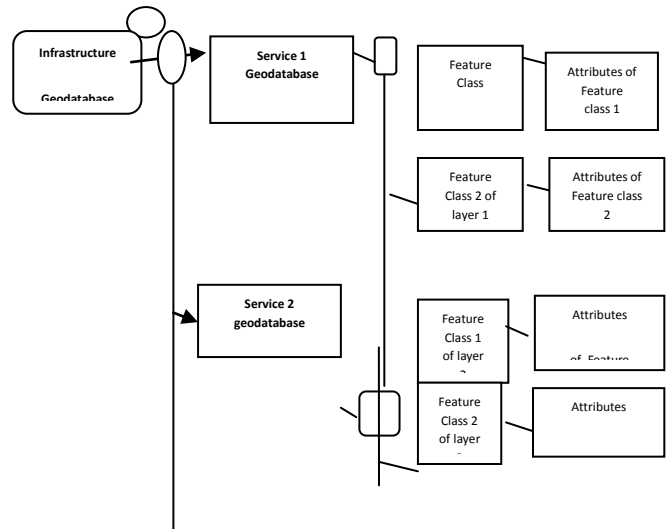 Infrastructure
Geodatabase
Service 1
Geodatabase
Feature
Class
Attributes of
Feature
class 1
Feature
Class 2 of
layer 1
Attributes of
Feature class
2
Service 2
geodatabase
Feature
Class 1
of layer
Attributes
of Feature
Feature
Class 2
of layer
Attributes